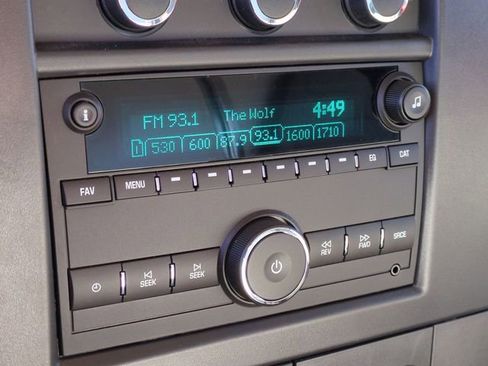 FM 93.1 The Wolf 4:49
1 530 600 87.9 93.1 1600 1710
i
FAV MENU EQ CAT
SEEK SEEK REV FWD SRCE